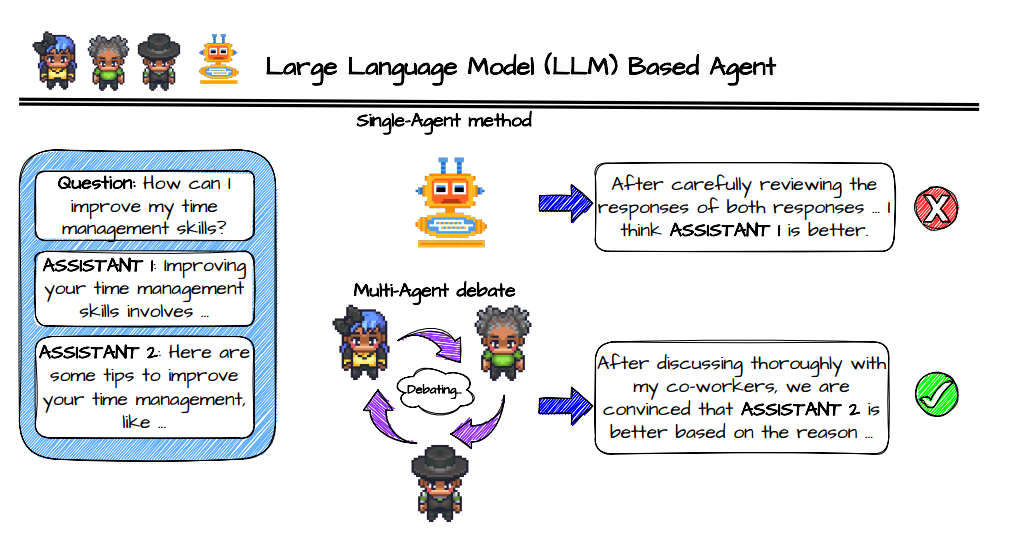 Large Language Model (LLM) Based Agent
Single-Agent method
Question: How can I
improve my time
management skills?
ASSISTANT 1: Improving
your time management
skills involves ...
ASSISTANT 2: Here are
some tips to improve
your time management,
like ...
After carefully reviewing the
responses of both responses ... I
think ASSISTANT 1 is better.
X
Multi-Agent debate
Debating...
After discussing thoroughly with
my co-workers, we are
convinced that ASSISTANT 2 is
better based on the reason ...